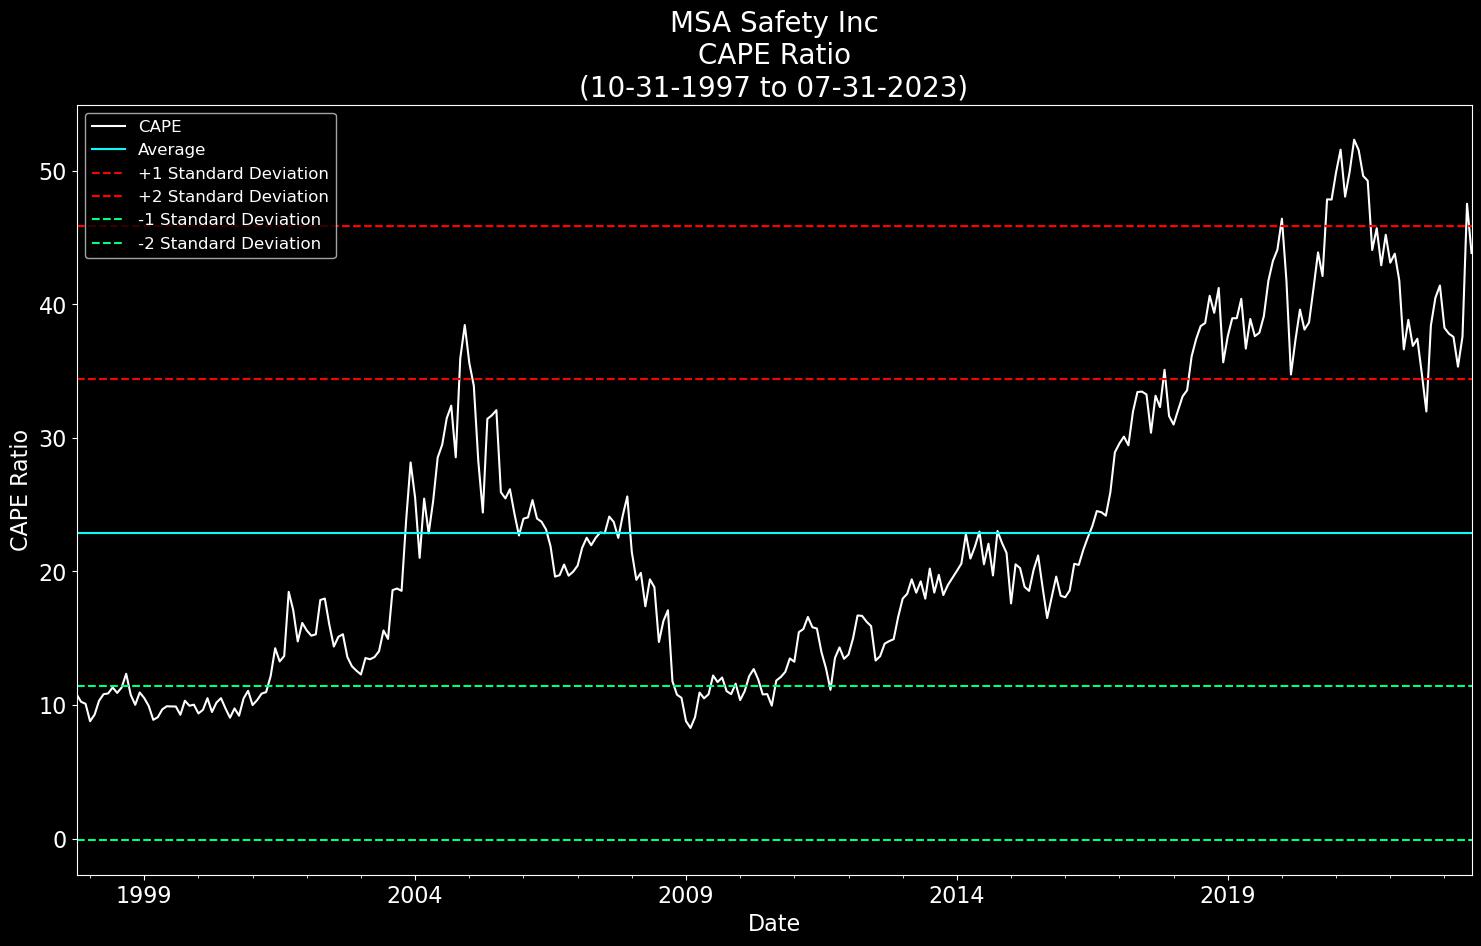 MSA Safety Inc
CAPE Ratio
(10-31-1997 to 07-31-2023)
CAPE
Average
+1 Standard Deviation
+2 Standard Deviation
-1 Standard Deviation
-2 Standard Deviation
CAPE Ratio
50
40
30
20
10
0
1999
2004
2009
2014
2019
Date